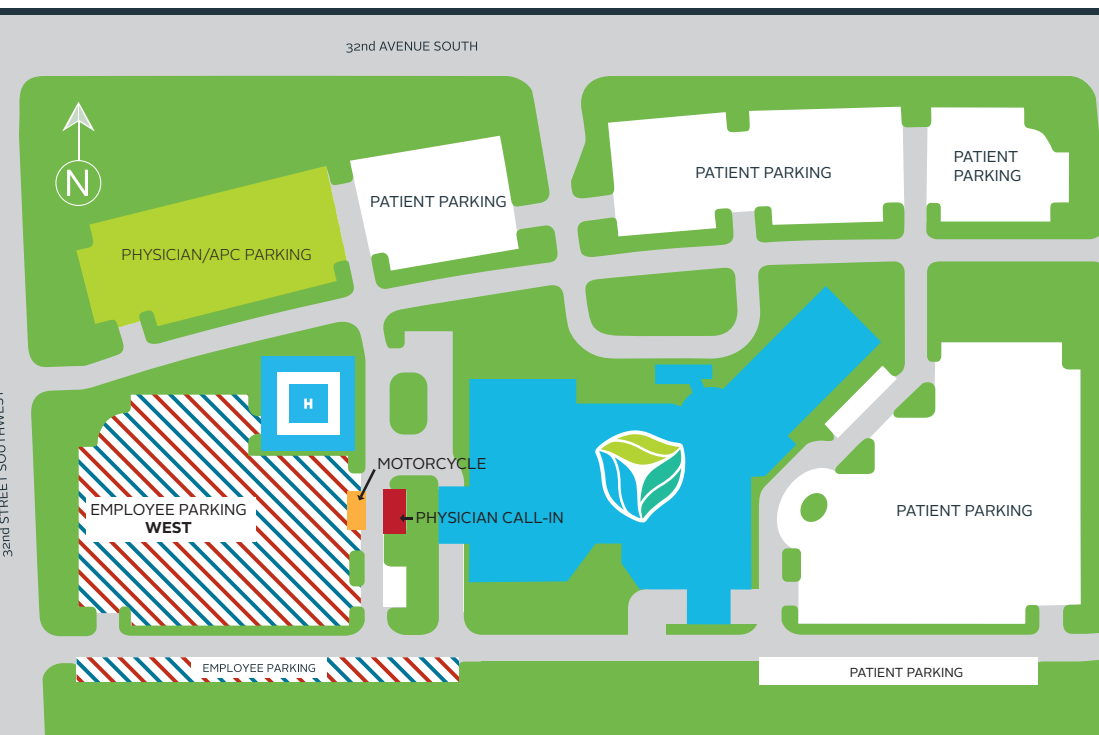 32nd AVENUE SOUTH
N
PATIENT PARKING
PATIENT
PARKING
PATIENT PARKING
PHYSICIAN/APC PARKING
H
32nd STREET SOUTHWEST
MOTORCYCLE
EMPLOYEE PARKING
WEST
PHYSICIAN CALL-IN
PATIENT PARKING
EMPLOYEE PARKING
PATIENT PARKING